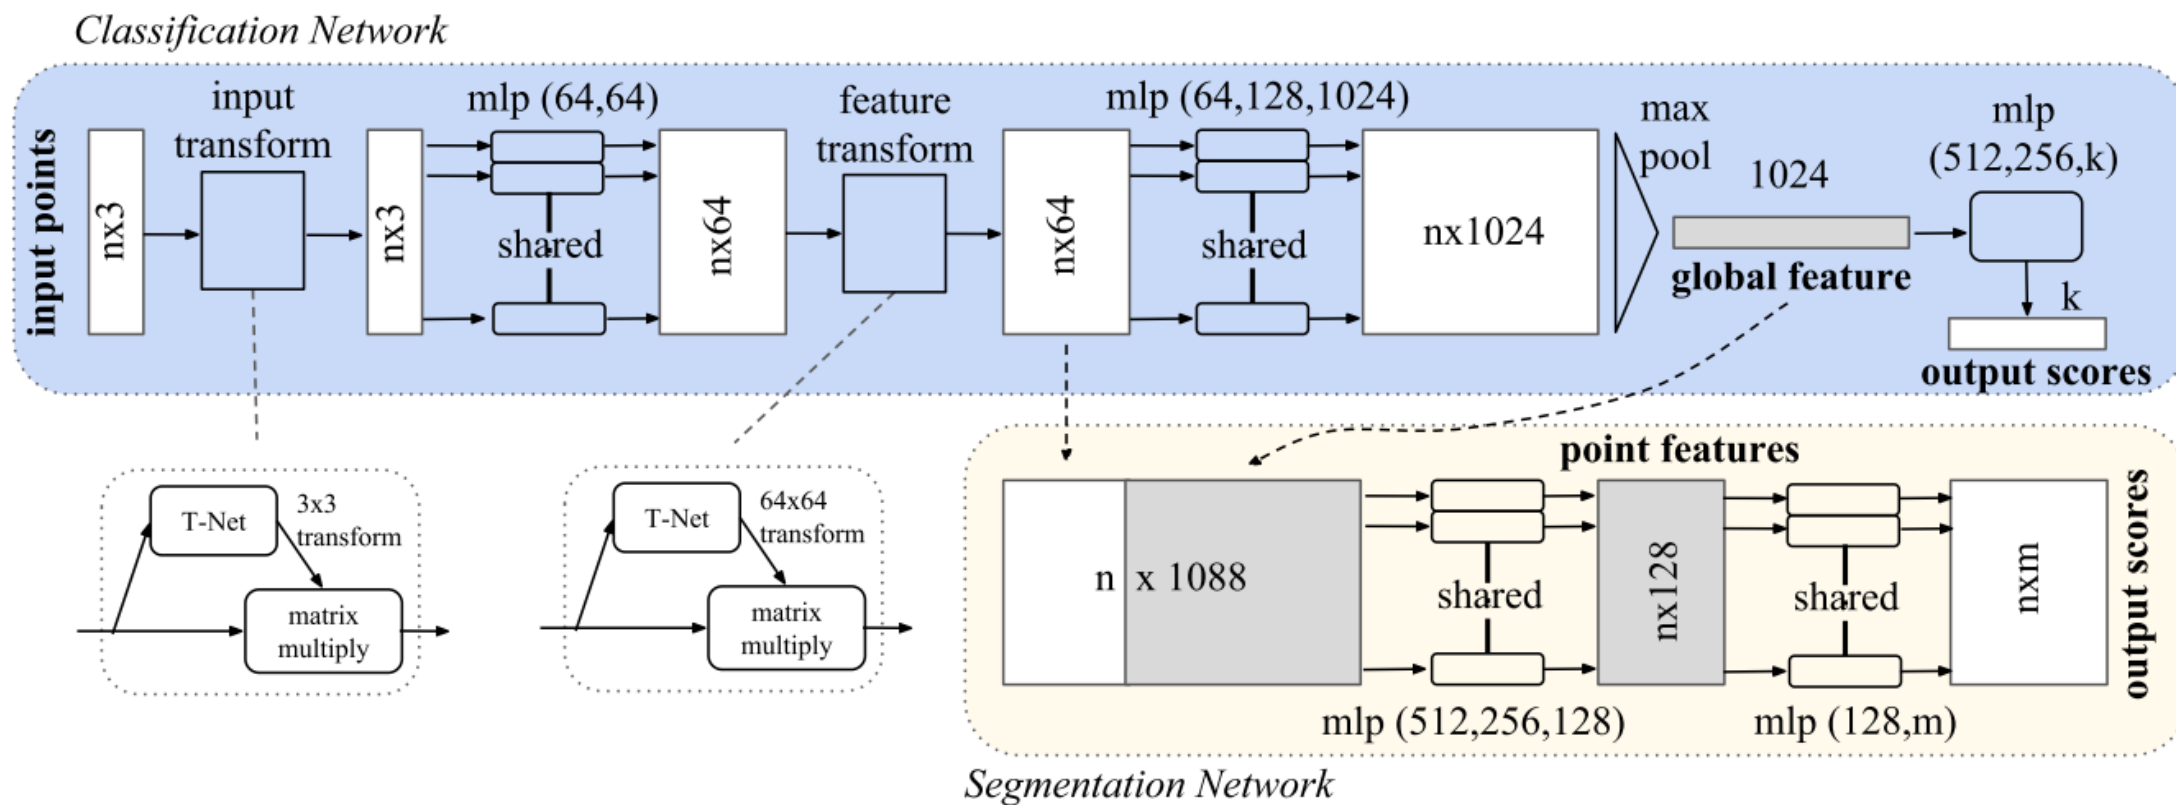 Classification Network
input points
nx3
input
transform
nx3
mlp (64,64)
shared
nx64
feature
transform
nx64
mlp (64,128,1024)
shared
nx1024
max
pool
1024
global feature
mlp
(512,256,k)
k
output scores
T-Net
3x3
transform
matrix
multiply
T-Net
64x64
transform
matrix
multiply
point features
n x 1088
shared
mlp (512,256,128)
nx128
shared
mlp (128,m)
nxm
output scores
Segmentation Network